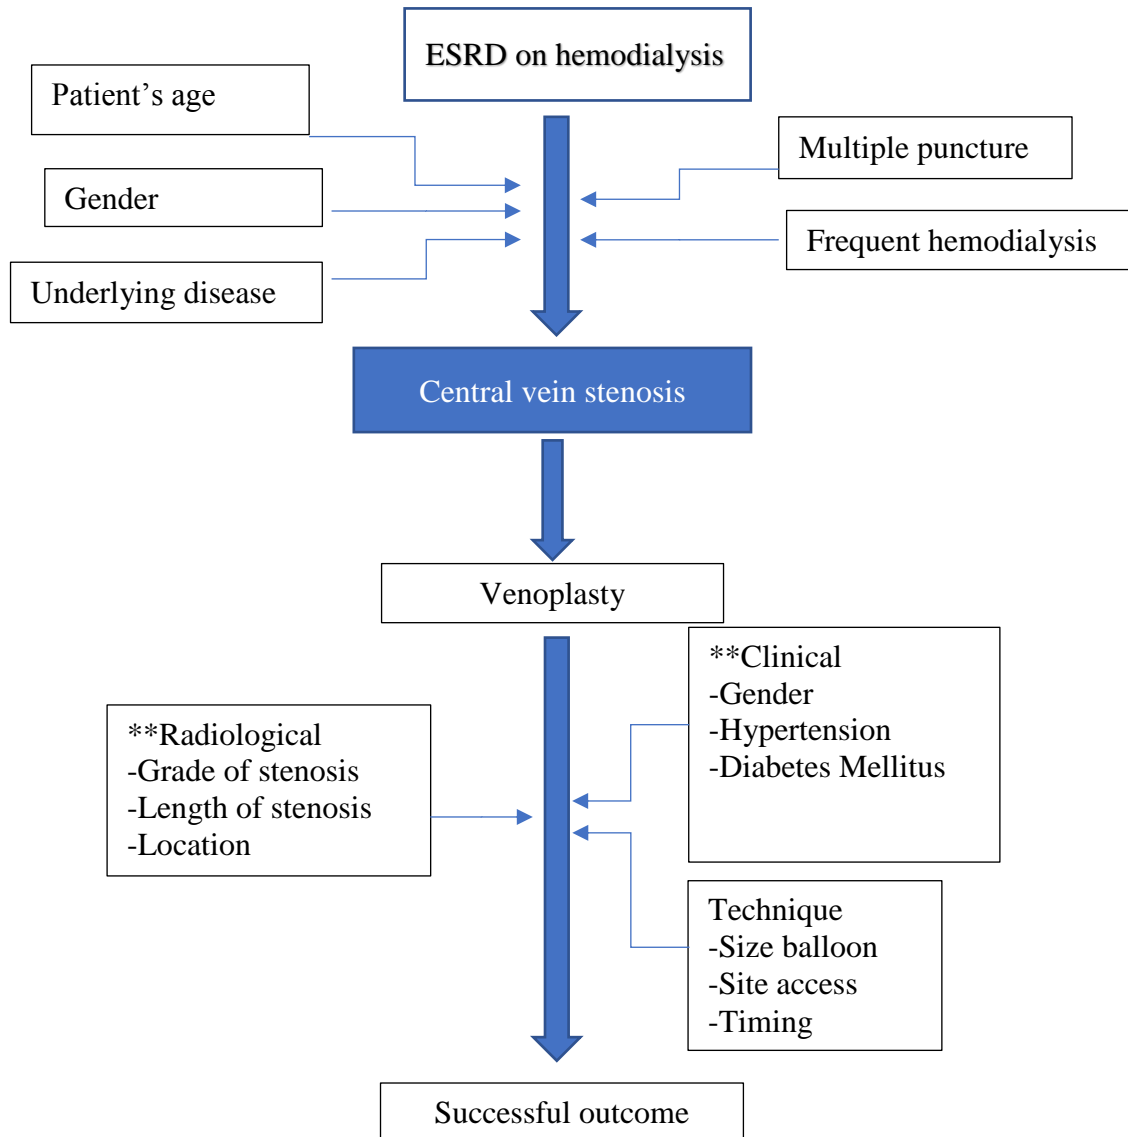 ESRD on hemodialysis
Patient’s age
Multiple puncture
Gender
Frequent hemodialysis
Underlying disease
Central vein stenosis
Venoplasty
**Clinical
-Gender
-Hypertension
-Diabetes Mellitus
**Radiological
-Grade of stenosis
-Length of stenosis
-Location
Technique
-Size balloon
-Site access
-Timing
Successful outcome